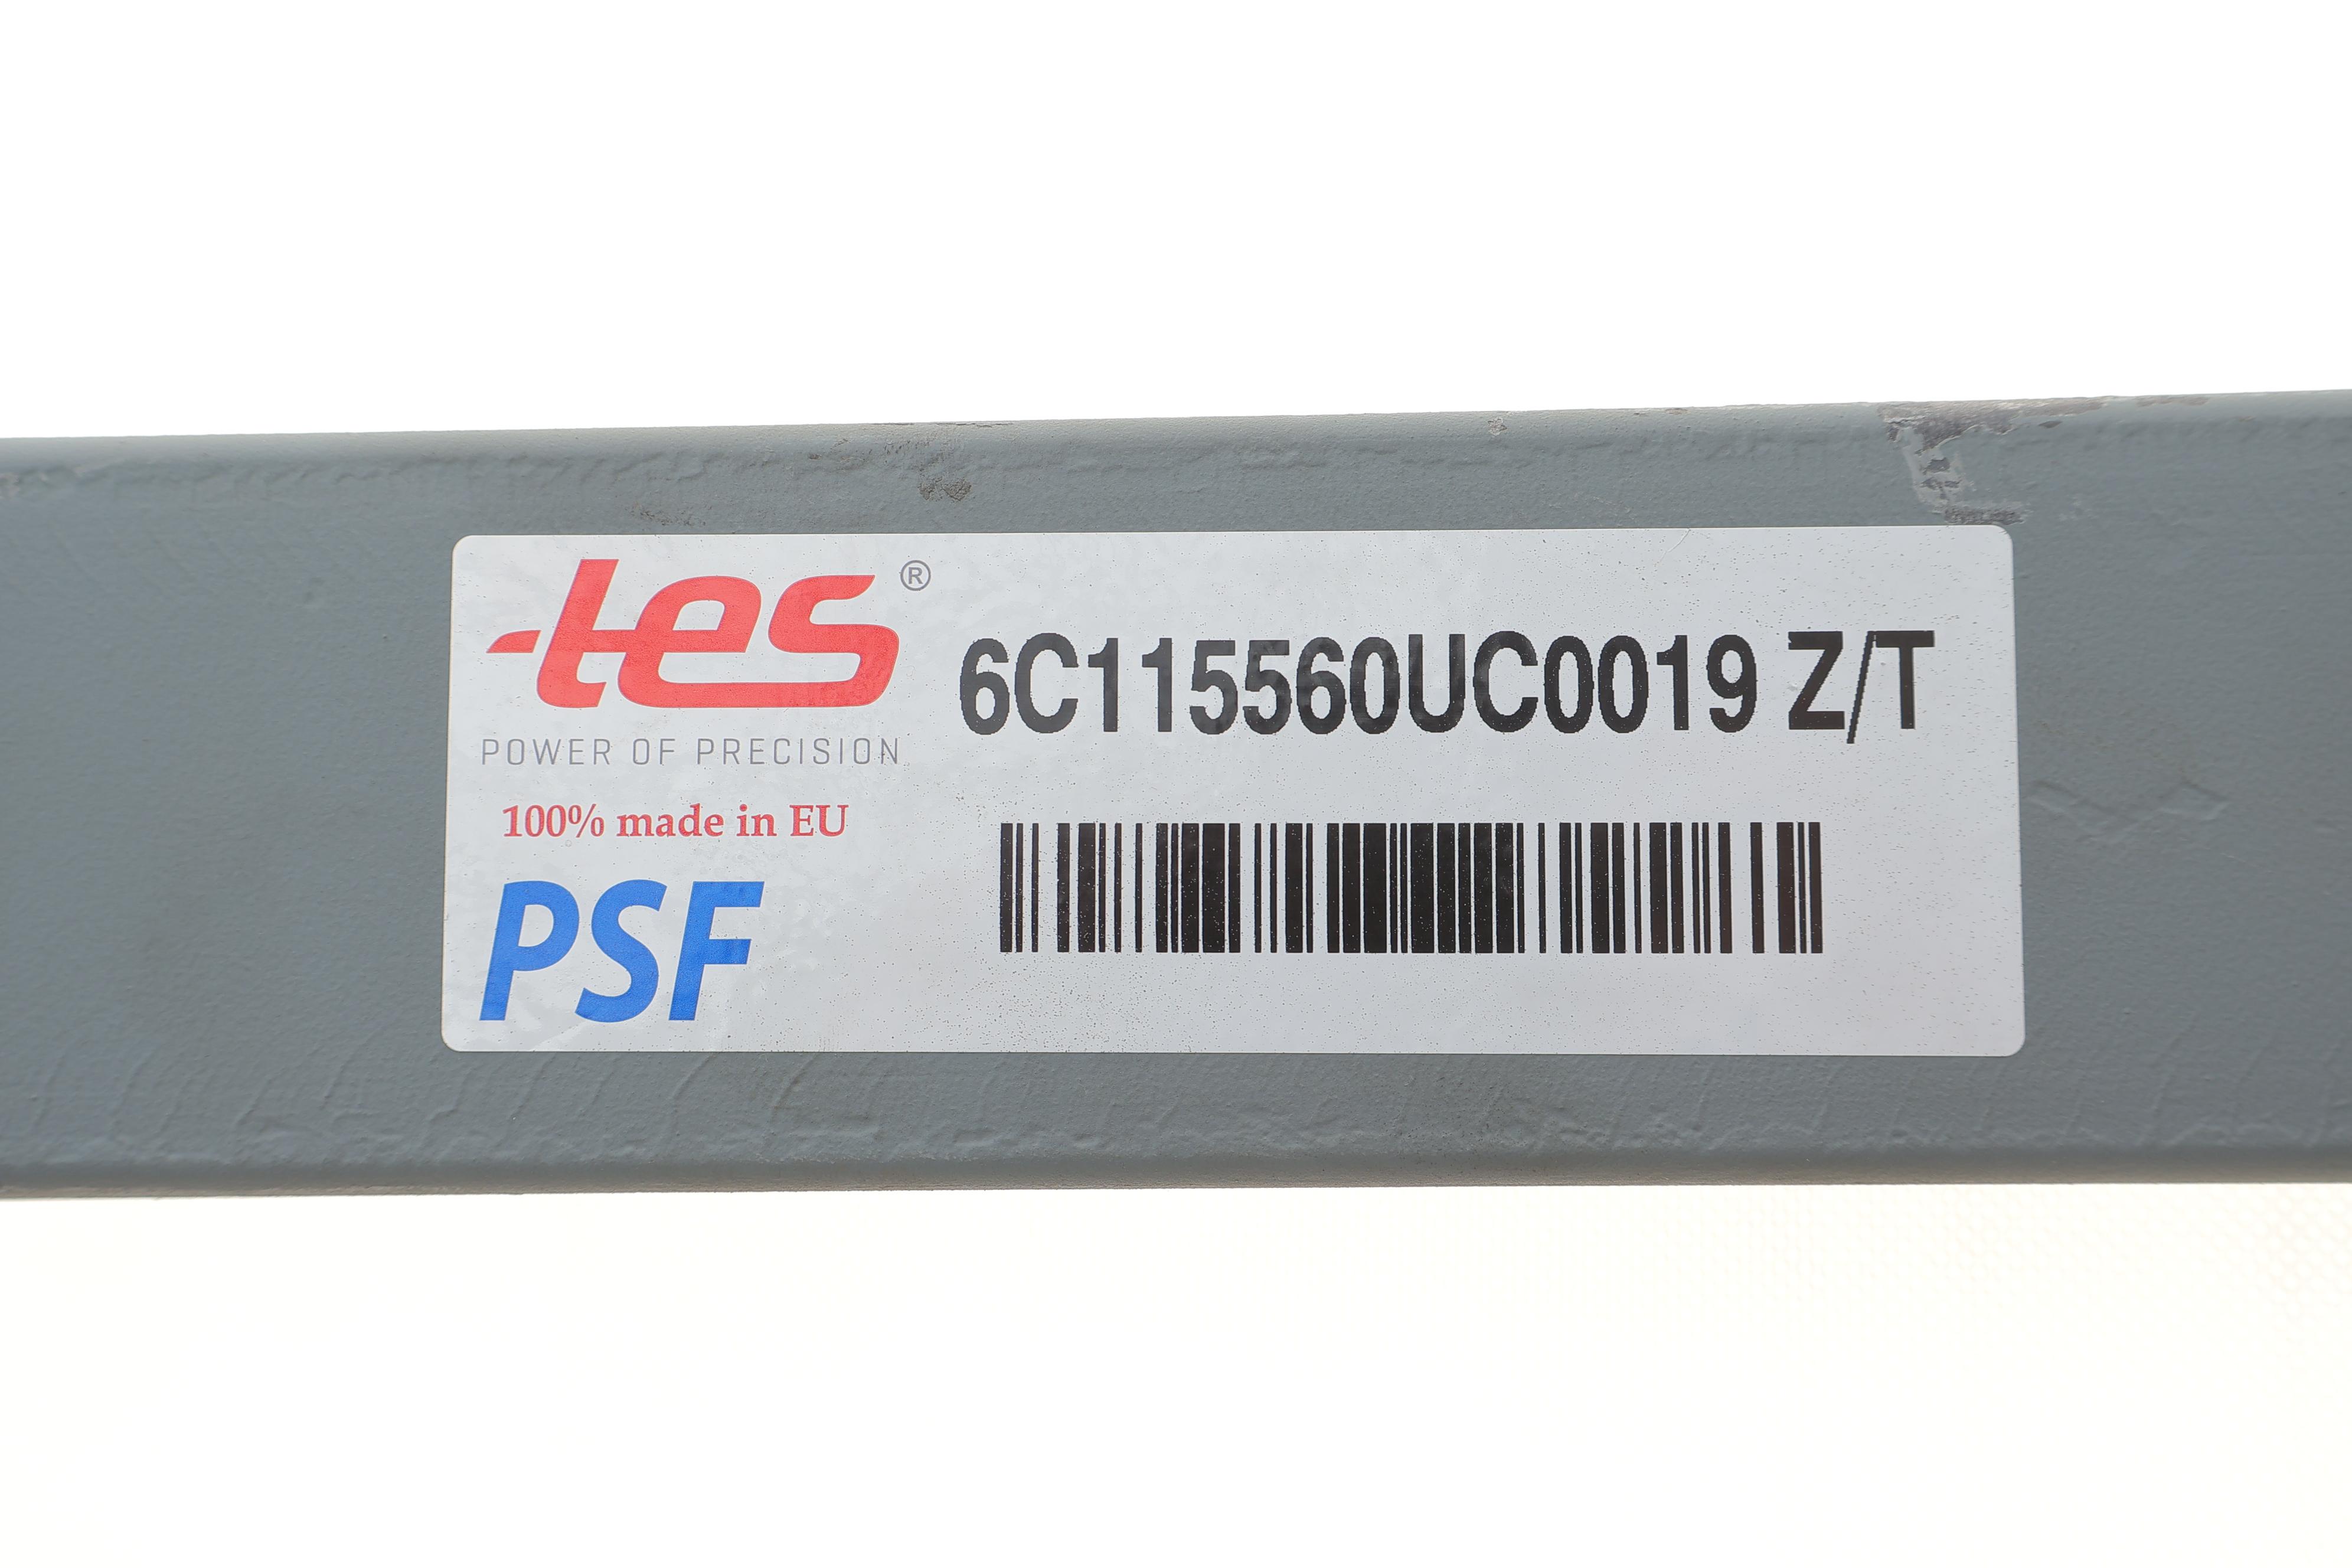 tes®
POWER OF PRECISION
6C115560UC0019 Z/T
100% made in EU
PSF